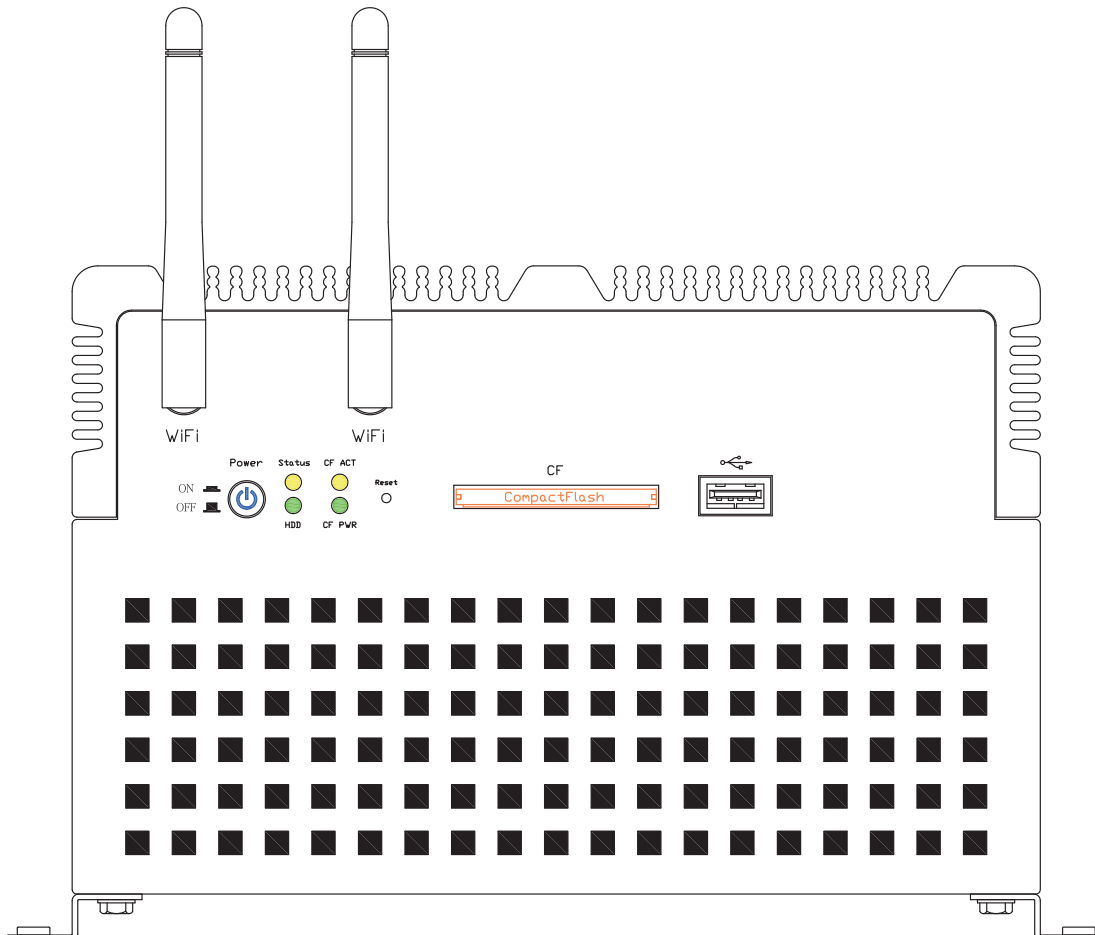 WiFi WiFi
Power Status CF ACT
Reset
CF
ON
OFF
CompactFlash
HDD CF PWR